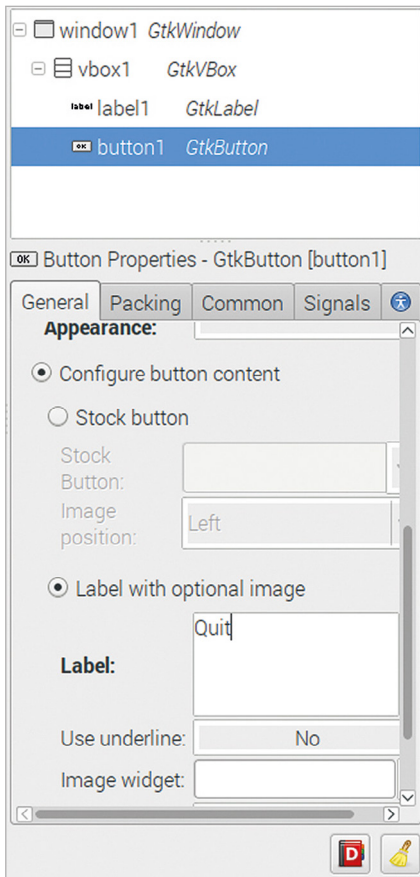 window1 GtkWindow
vbox1 GtkVBox
label label1 GtkLabel
OK button1 GtkButton
OK Button Properties - GtkButton [button1]
General Packing Common Signals
Appearance:
Configure button content
Stock button
Stock Button:
Image position: Left
Label with optional image
Label: Quit
Use underline: No
Image widget:
D